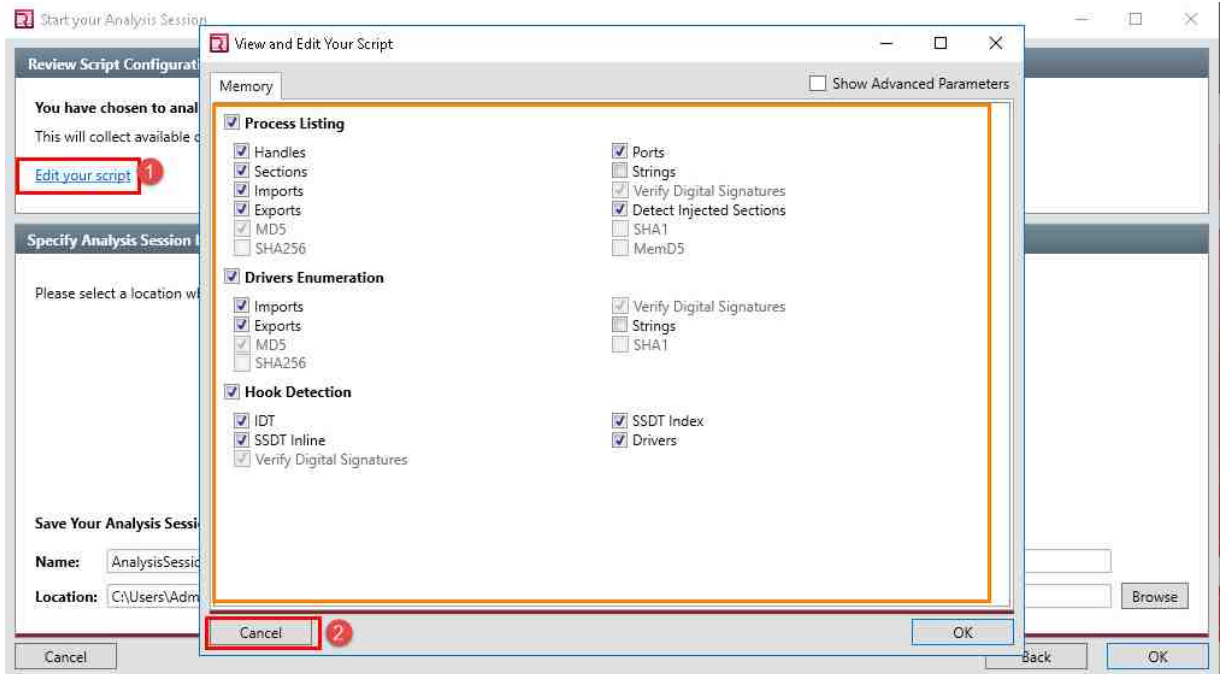 Start your Analysis Session
View and Edit Your Script
Review Script Configurati
You have chosen to anal
This will collect available
Edit your script
1
Specify Analysis Session
Please select a location
Save Your Analysis Sessi
Name:
AnalysisSessio
Location:
C:\Users\Adm
Browse
Cancel
Back
OK
Memory
Show Advanced Parameters
Process Listing
Handles
Ports
Sections
Strings
Imports
Verify Digital Signatures
Exports
Detect Injected Sections
MD5
SHA1
SHA256
MemD5
Drivers Enumeration
Imports
Verify Digital Signatures
Exports
Strings
MD5
SHA1
SHA256
Hook Detection
IDT
SSDT Index
SSDT Inline
Drivers
Verify Digital Signatures
Cancel
2
OK